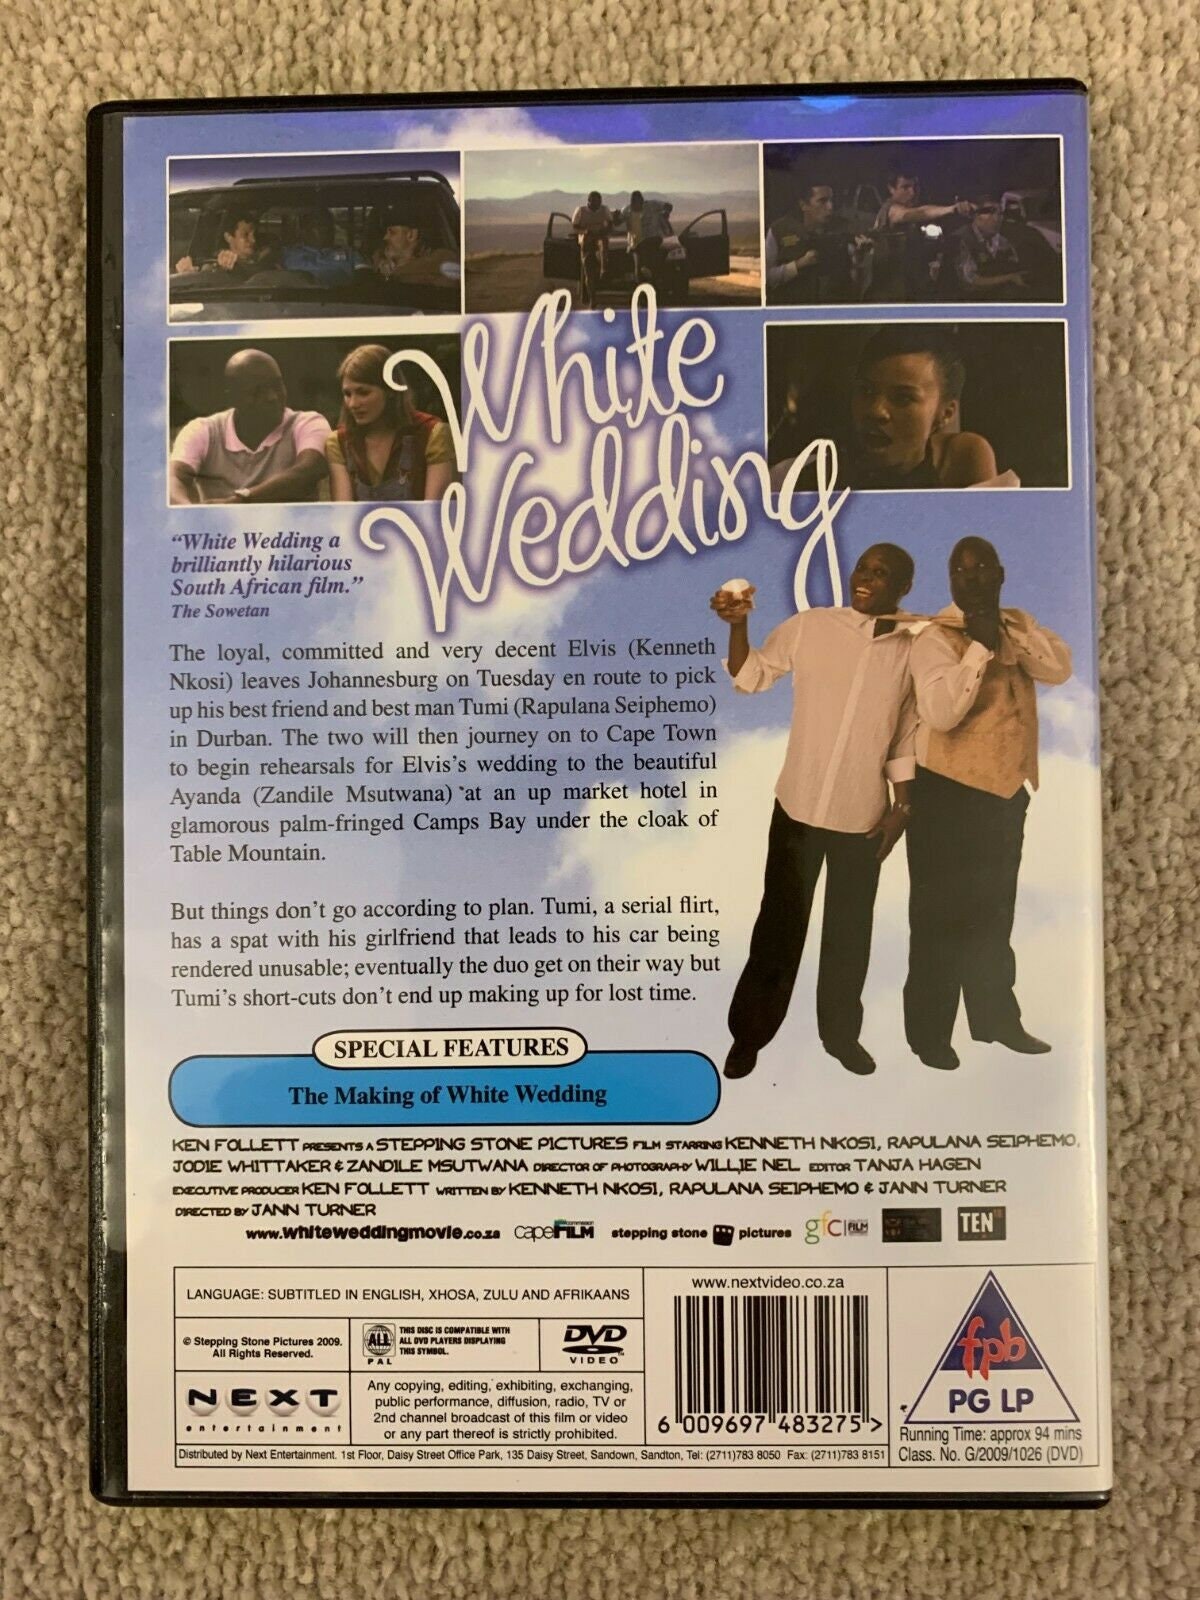 White
Wedding
“White Wedding a
brilliantly hilarious
South African film.”
The Sowetan
The loyal, committed and very decent Elvis (Kenneth
Nkosi) leaves Johannesburg on Tuesday en route to pick
up his best friend and best man Tumi (Rapulana Seiphemo)
in Durban. The two will then journey on to Cape Town
to begin rehearsals for Elvis's wedding to the beautiful
Ayanda (Zandile Msutwana) at an up market hotel in
glamorous palm-fringed Camps Bay under the cloak of
Table Mountain.
But things don't go according to plan. Tumi, a serial flirt,
has a spat with his girlfriend that leads to his car being
rendered unusable; eventually the duo get on their way but
Tumi's short-cuts don't end up making up for lost time.
SPECIAL FEATURES
The Making of White Wedding
KEN FOLLETT PRESENTS A STEPPING STONE PICTURES FILM STARRING KENNETH NKOSI, RAPULANA SEIPHEMO,
JODIE WHITTAKER & ZANDILE MSUTWANA DIRECTOR OF PHOTOGRAPHY WILLIE NEL EDITOR TANJA HAGEN
EXECUTIVE PRODUCER KEN FOLLETT WRITTEN BY KENNETH NKOSI, RAPULANA SEIPHEMO & JANN TURNER
DIRECTED BY JANN TURNER
www.whiteweddingmovie.co.za cape FILM commission stepping stone pictures gfc FILM TEN
LANGUAGE: SUBTITLED IN ENGLISH, XHOSA, ZULU AND AFRIKAANS
© Stepping Stone Pictures 2009.
All Rights Reserved.
ALL
PAL
THIS DISC IS COMPATIBLE WITH
ALL DVD PLAYERS DISPLAYING
THIS SYMBOL.
DVD
VIDEO
NEXT
entertainment
Any copying, editing, exhibiting, exchanging,
public performance, diffusion, radio, TV or
2nd channel broadcast of this film or video
or any part thereof is strictly prohibited.
www.nextvideo.co.za
6 009697 483275 >
fpb
PG LP
Running Time: approx 94 mins
Class. No. G/2009/1026 (DVD)
Distributed by Next Entertainment. 1st Floor, Daisy Street Office Park, 135 Daisy Street, Sandown, Sandton, Tel: (2711)783 8050 Fax: (2711)783 8151